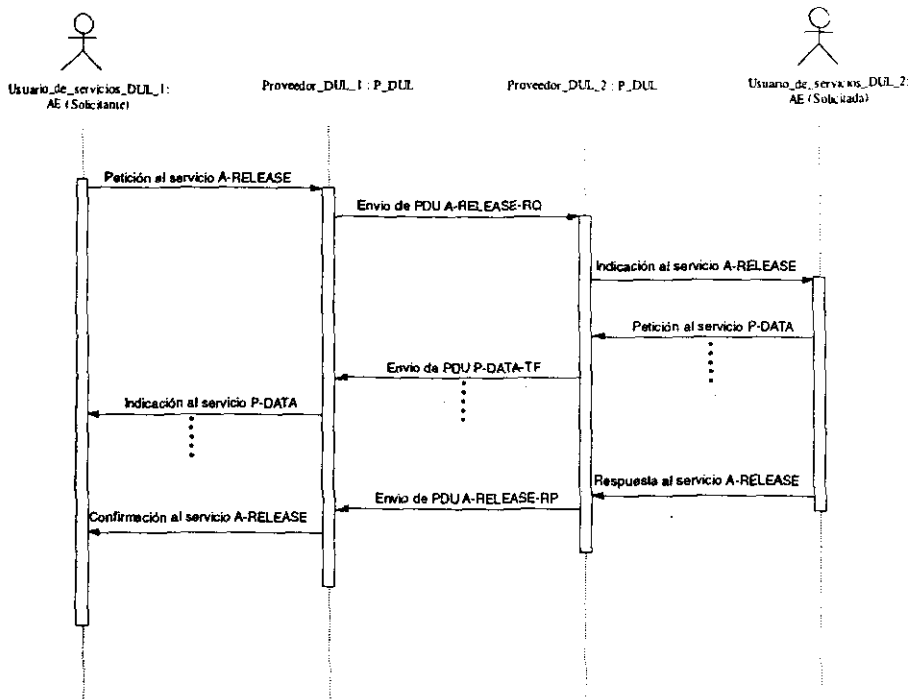 Usuario_de_servicios_DUL_1:
AE (Solicitante)
Proveedor_DUL_1 : P_DUL
Proveedor_DUL_2 : P_DUL
Usuario_de_servicios_DUL_2:
AE (Solicitada)
Petición al servicio A-RELEASE
Envio de PDU A-RELEASE-RQ
Indicación al servicio A-RELEASE
Petición al servicio P-DATA
Envio de PDU P-DATA-TF
Indicación al servicio P-DATA
Respuesta al servicio A-RELEASE
Envio de PDU A-RELEASE-RP
Confirmación al servicio A-RELEASE